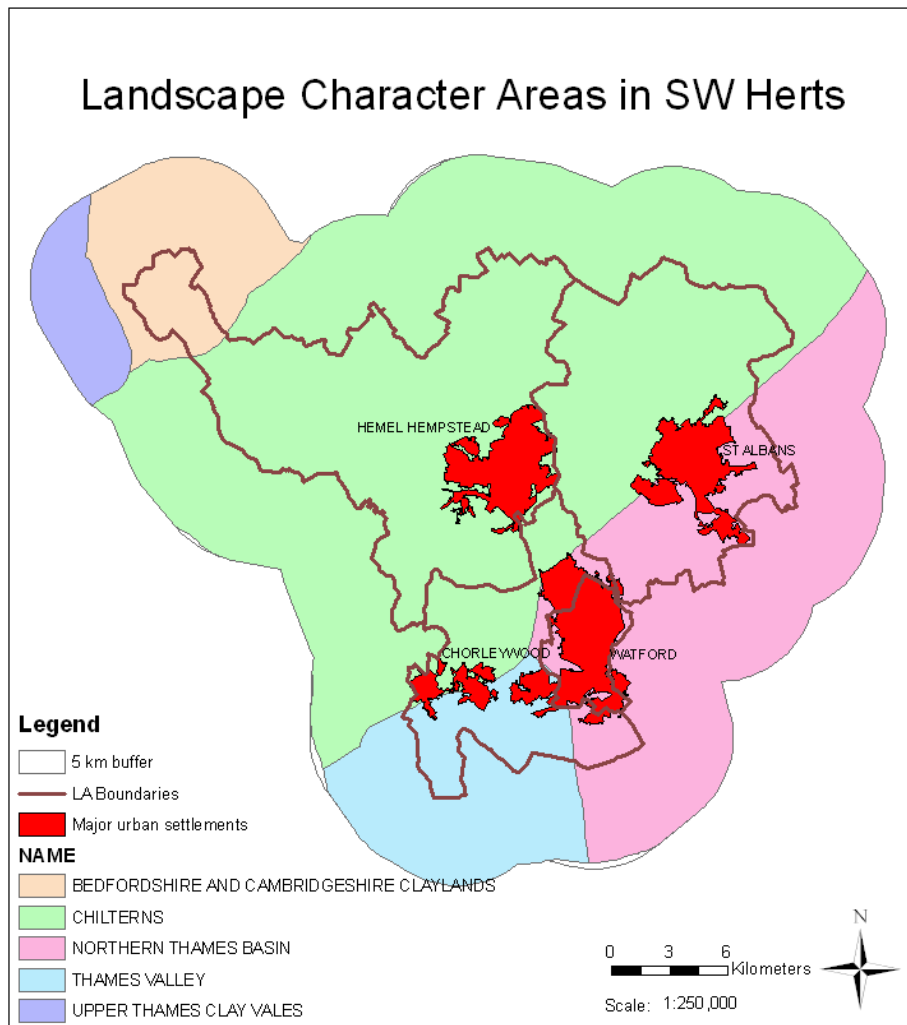 Landscape Character Areas in SW Herts
HEMEL HEMPSTEAD
ST ALBANS
CHORLEYWOOD
WATFORD
Legend
5 km buffer
LA Boundaries
Major urban settlements
NAME
BEDFORDSHIRE AND CAMBRIDGESHIRE CLAYLANDS
CHILTERNS
NORTHERN THAMES BASIN
THAMES VALLEY
UPPER THAMES CLAY VALES
0 3 6
Kilometers
Scale: 1:250,000
N